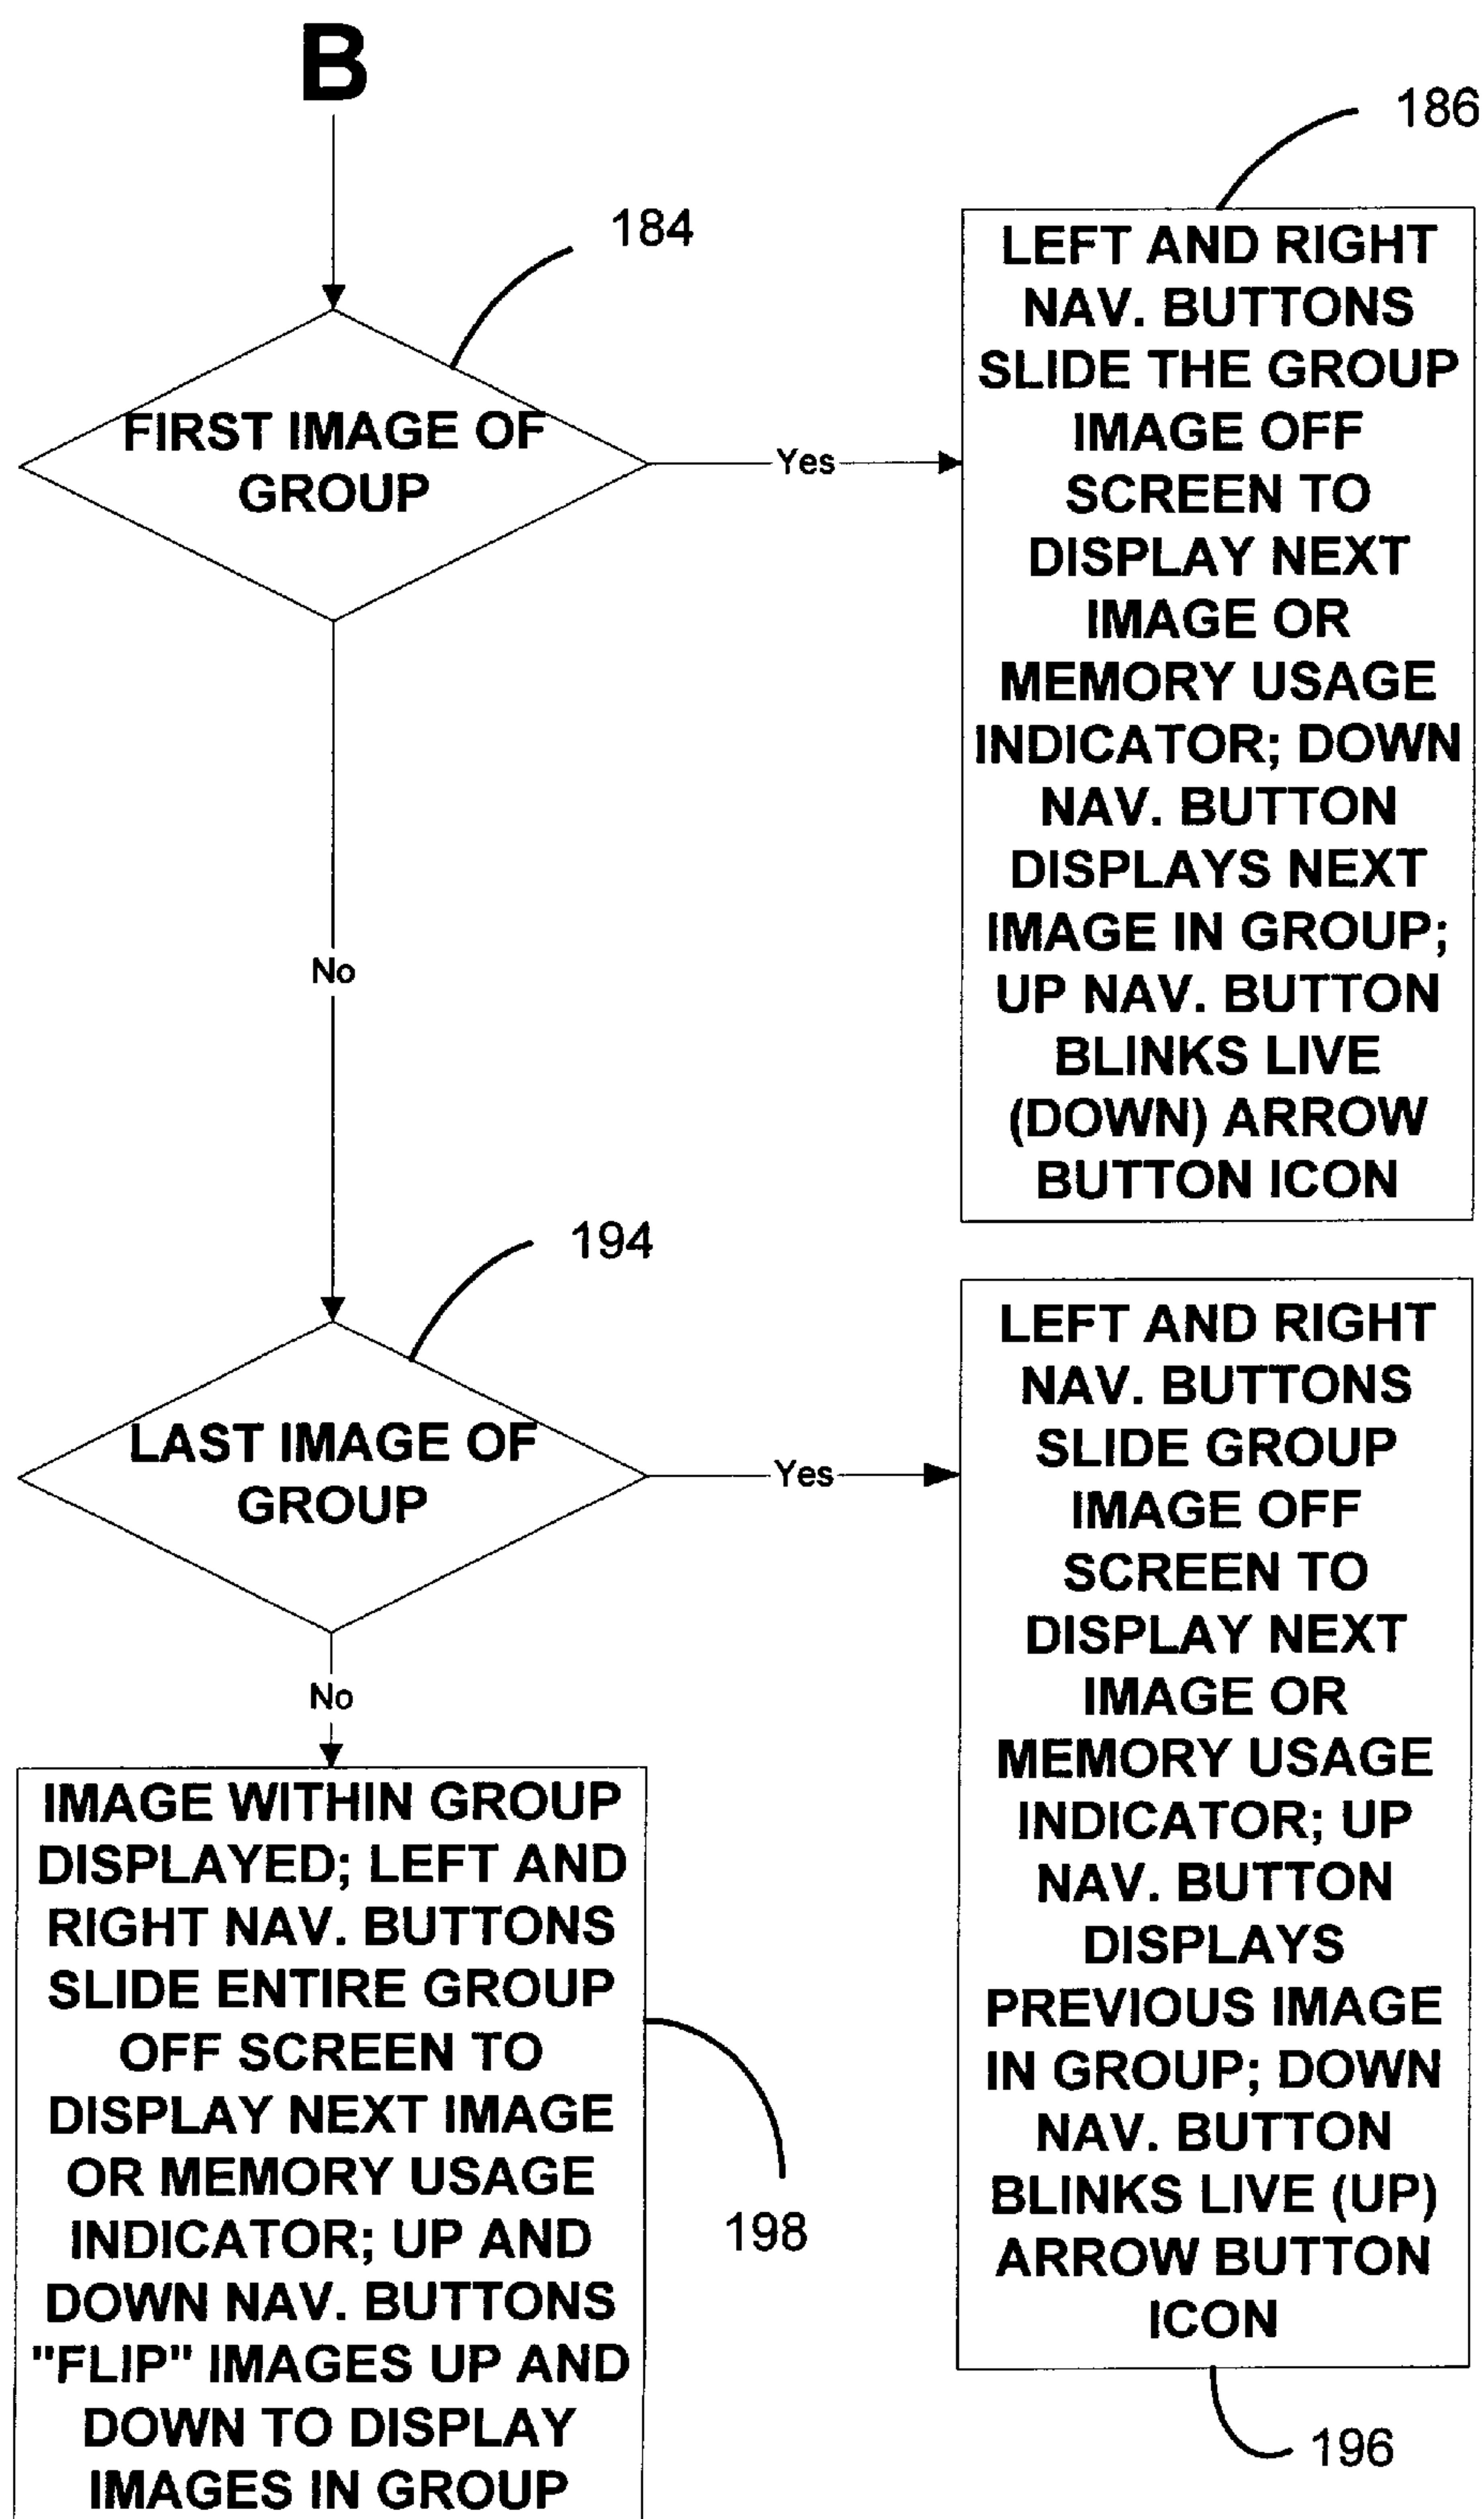 B
184
186
FIRST IMAGE OF
GROUP
Yes
LEFT AND RIGHT
NAV. BUTTONS
SLIDE THE GROUP
IMAGE OFF
SCREEN TO
DISPLAY NEXT
IMAGE OR
MEMORY USAGE
INDICATOR; DOWN
NAV. BUTTON
DISPLAYS NEXT
IMAGE IN GROUP;
UP NAV. BUTTON
BLINKS LIVE
(DOWN) ARROW
BUTTON ICON
No
194
LAST IMAGE OF
GROUP
Yes
LEFT AND RIGHT
NAV. BUTTONS
SLIDE GROUP
IMAGE OFF
SCREEN TO
DISPLAY NEXT
IMAGE OR
MEMORY USAGE
INDICATOR; UP
NAV. BUTTON
DISPLAYS
PREVIOUS IMAGE
IN GROUP; DOWN
NAV. BUTTON
BLINKS LIVE (UP)
ARROW BUTTON
ICON
196
No
IMAGE WITHIN GROUP
DISPLAYED; LEFT AND
RIGHT NAV. BUTTONS
SLIDE ENTIRE GROUP
OFF SCREEN TO
DISPLAY NEXT IMAGE
OR MEMORY USAGE
INDICATOR; UP AND
DOWN NAV. BUTTONS
"FLIP" IMAGES UP AND
DOWN TO DISPLAY
IMAGES IN GROUP
198